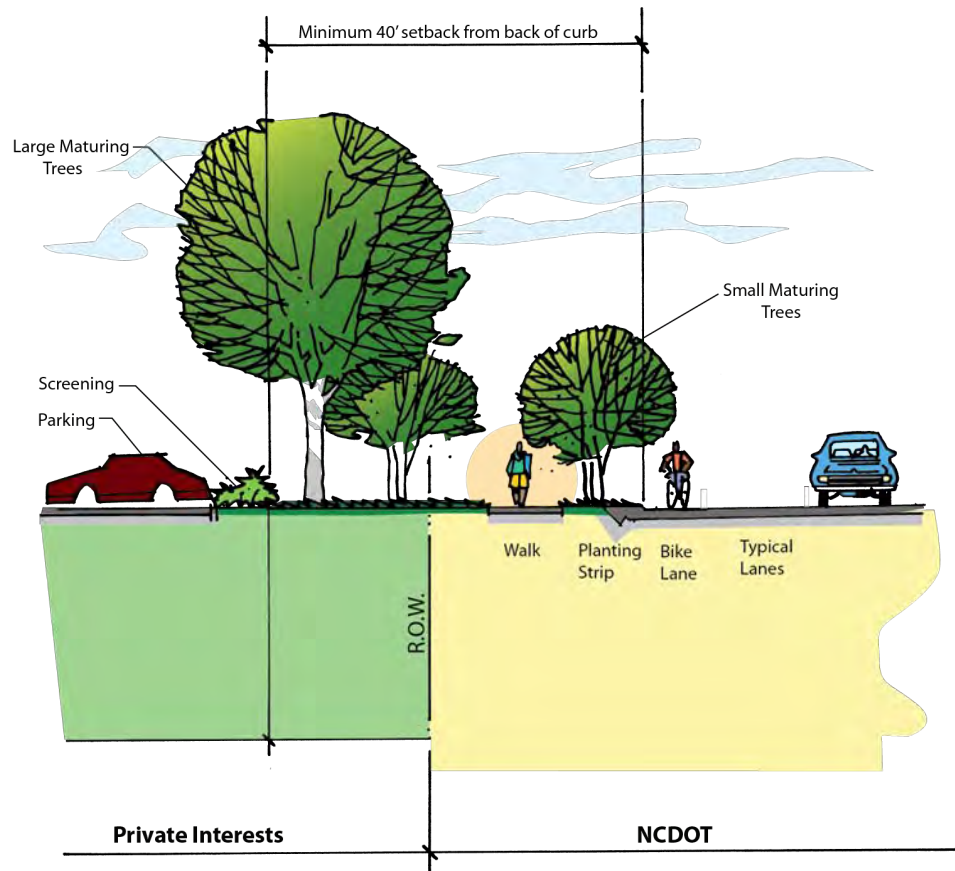 Minimum 40' setback from back of curb
Large Maturing
Trees
Small Maturing
Trees
Screening
Parking
Walk
Planting
Strip
Bike
Lane
Typical
Lanes
R.O.W.
Private Interests
NCDOT